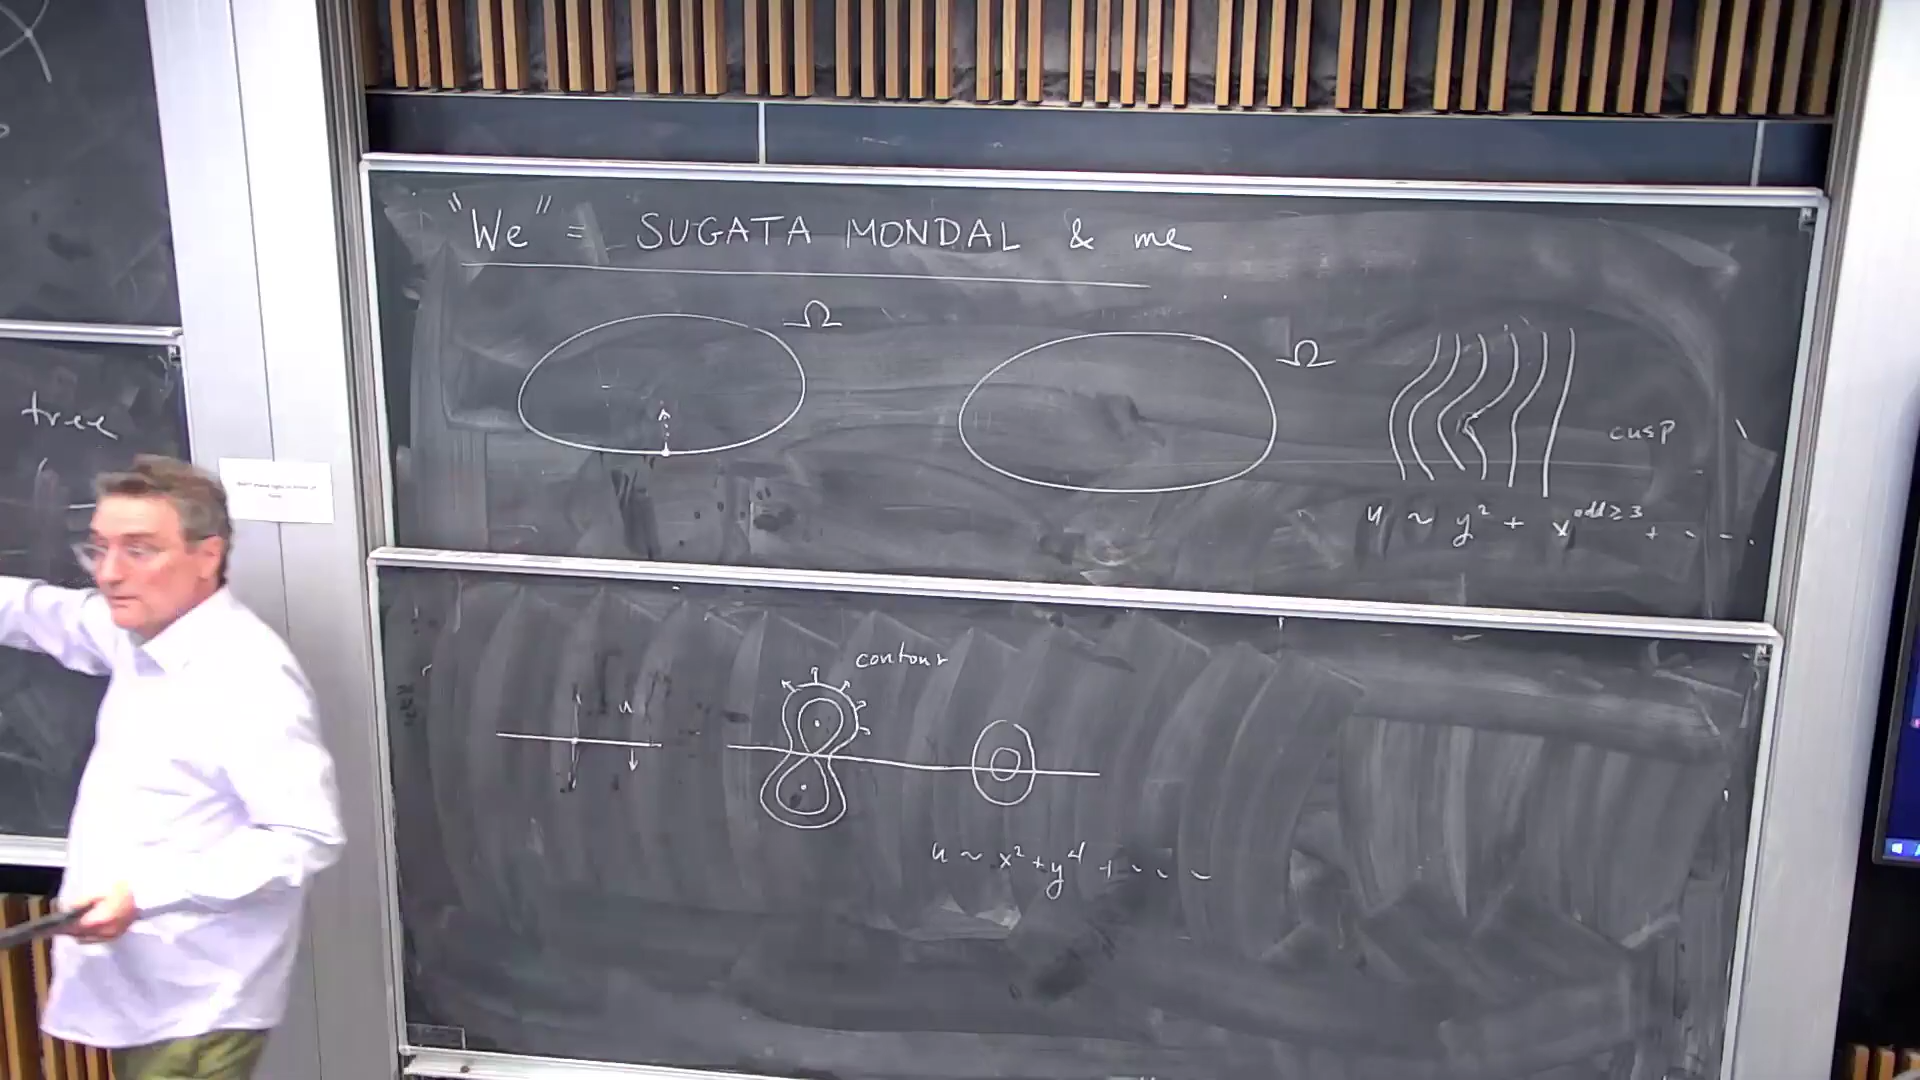 tree
"We" = SUGATA MONDAL & me
Ω
Ω
cusp
u ~ y² + x^{odd ≥ 3} + - - -.
contour
u
u ~ x² + y⁴ + - - -